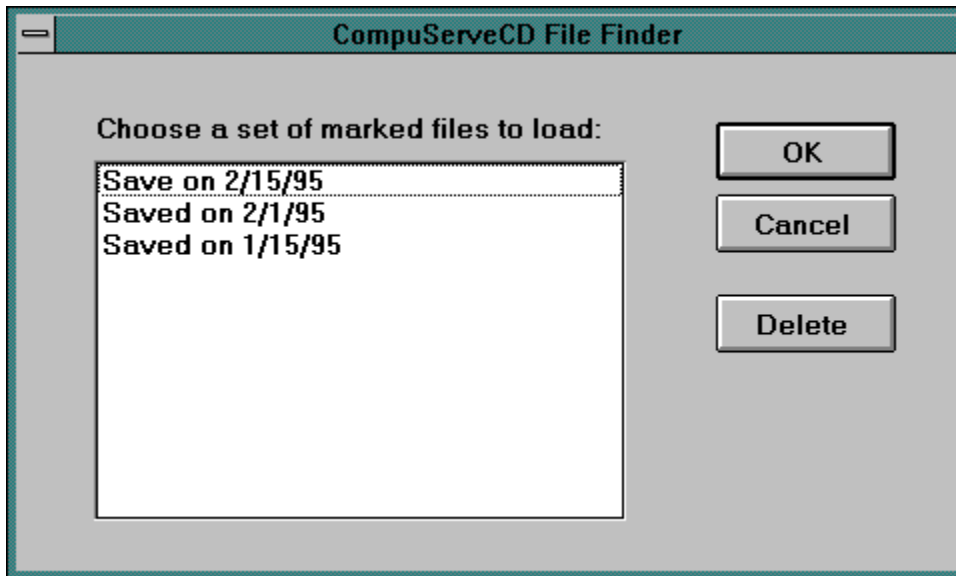 CompuServeCD File Finder
Choose a set of marked files to load:
Save on 2/15/95
Saved on 2/1/95
Saved on 1/15/95
OK
Cancel
Delete